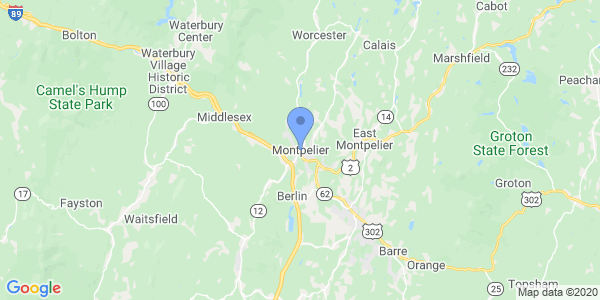 Cabot
89
Waterbury
Center
Worcester
Bolton
Calais
Waterbury
Village
Historic
District
Marshfield
232
Peacham
Camel's Hump
State Park
100
Middlesex
14
East
Montpelier
Groton
State Forest
Montpelier
2
Groton
17
62
Berlin
302
Fayston
12
Waitsfield
302
Barre
Orange
25
Topsham
Google
Map data ©2020